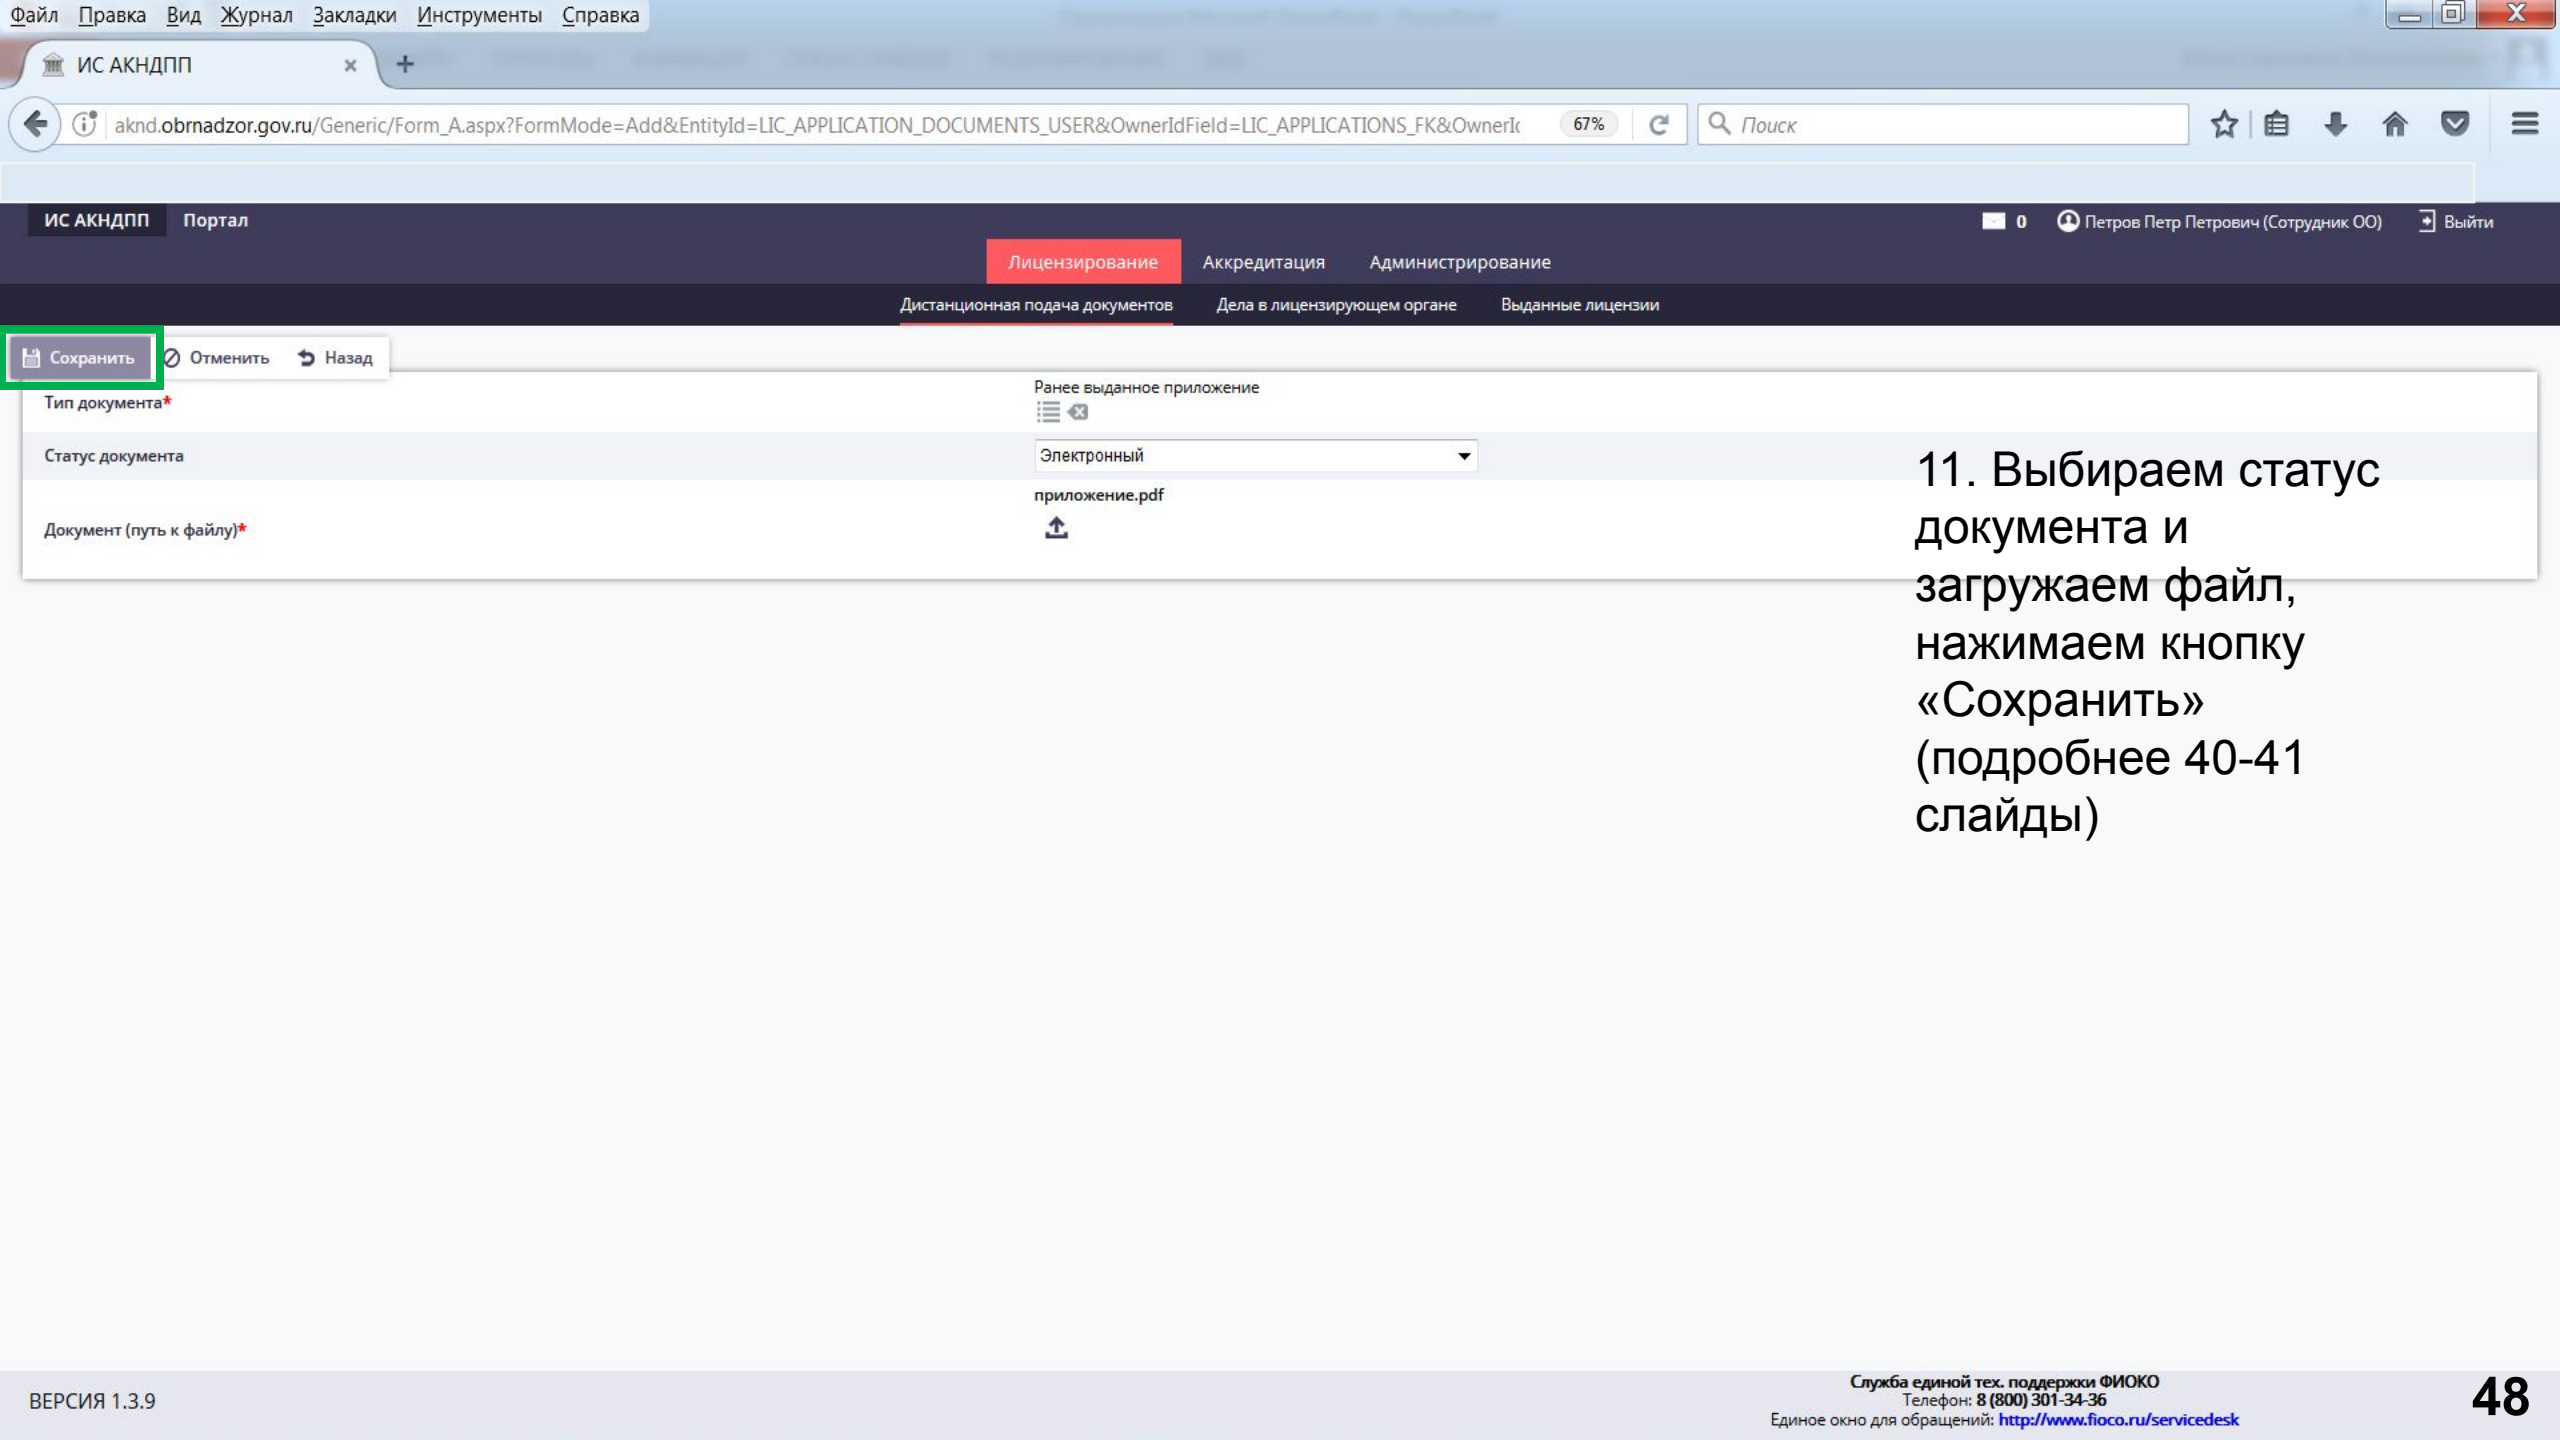 Файл Правка Вид Журнал Закладки Инструменты Справка
ИС АКНДПП
aknd.obrnadzor.gov.ru/Generic/Form_A.aspx?FormMode=Add&EntityId=LIC_APPLICATION_DOCUMENTS_USER&OwnerIdField=LIC_APPLICATIONS_FK&OwnerId 67% Поиск
ИС АКНДПП Портал 0 Петров Петр Петрович (Сотрудник ОО) Выйти
Лицензирование Аккредитация Администрирование
Дистанционная подача документов Дела в лицензирующем органе Выданные лицензии
Сохранить Отменить Назад
Тип документа* Ранее выданное приложение
Статус документа Электронный
Документ (путь к файлу)* приложение.pdf
11. Выбираем статус
документа и
загружаем файл,
нажимаем кнопку
«Сохранить»
(подробнее 40-41
слайды)
ВЕРСИЯ 1.3.9
Служба единой тех. поддержки ФИОКО
Телефон: 8 (800) 301-34-36
Единое окно для обращений: http://www.fioco.ru/servicedesk
48